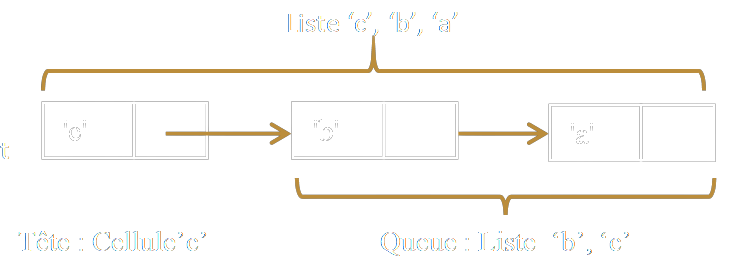 Liste ‘c’, ‘b’, ‘a’
'c' 'b' 'a'
t
Tête : Cellule’c’ Queue : Liste ‘b’, ‘c’